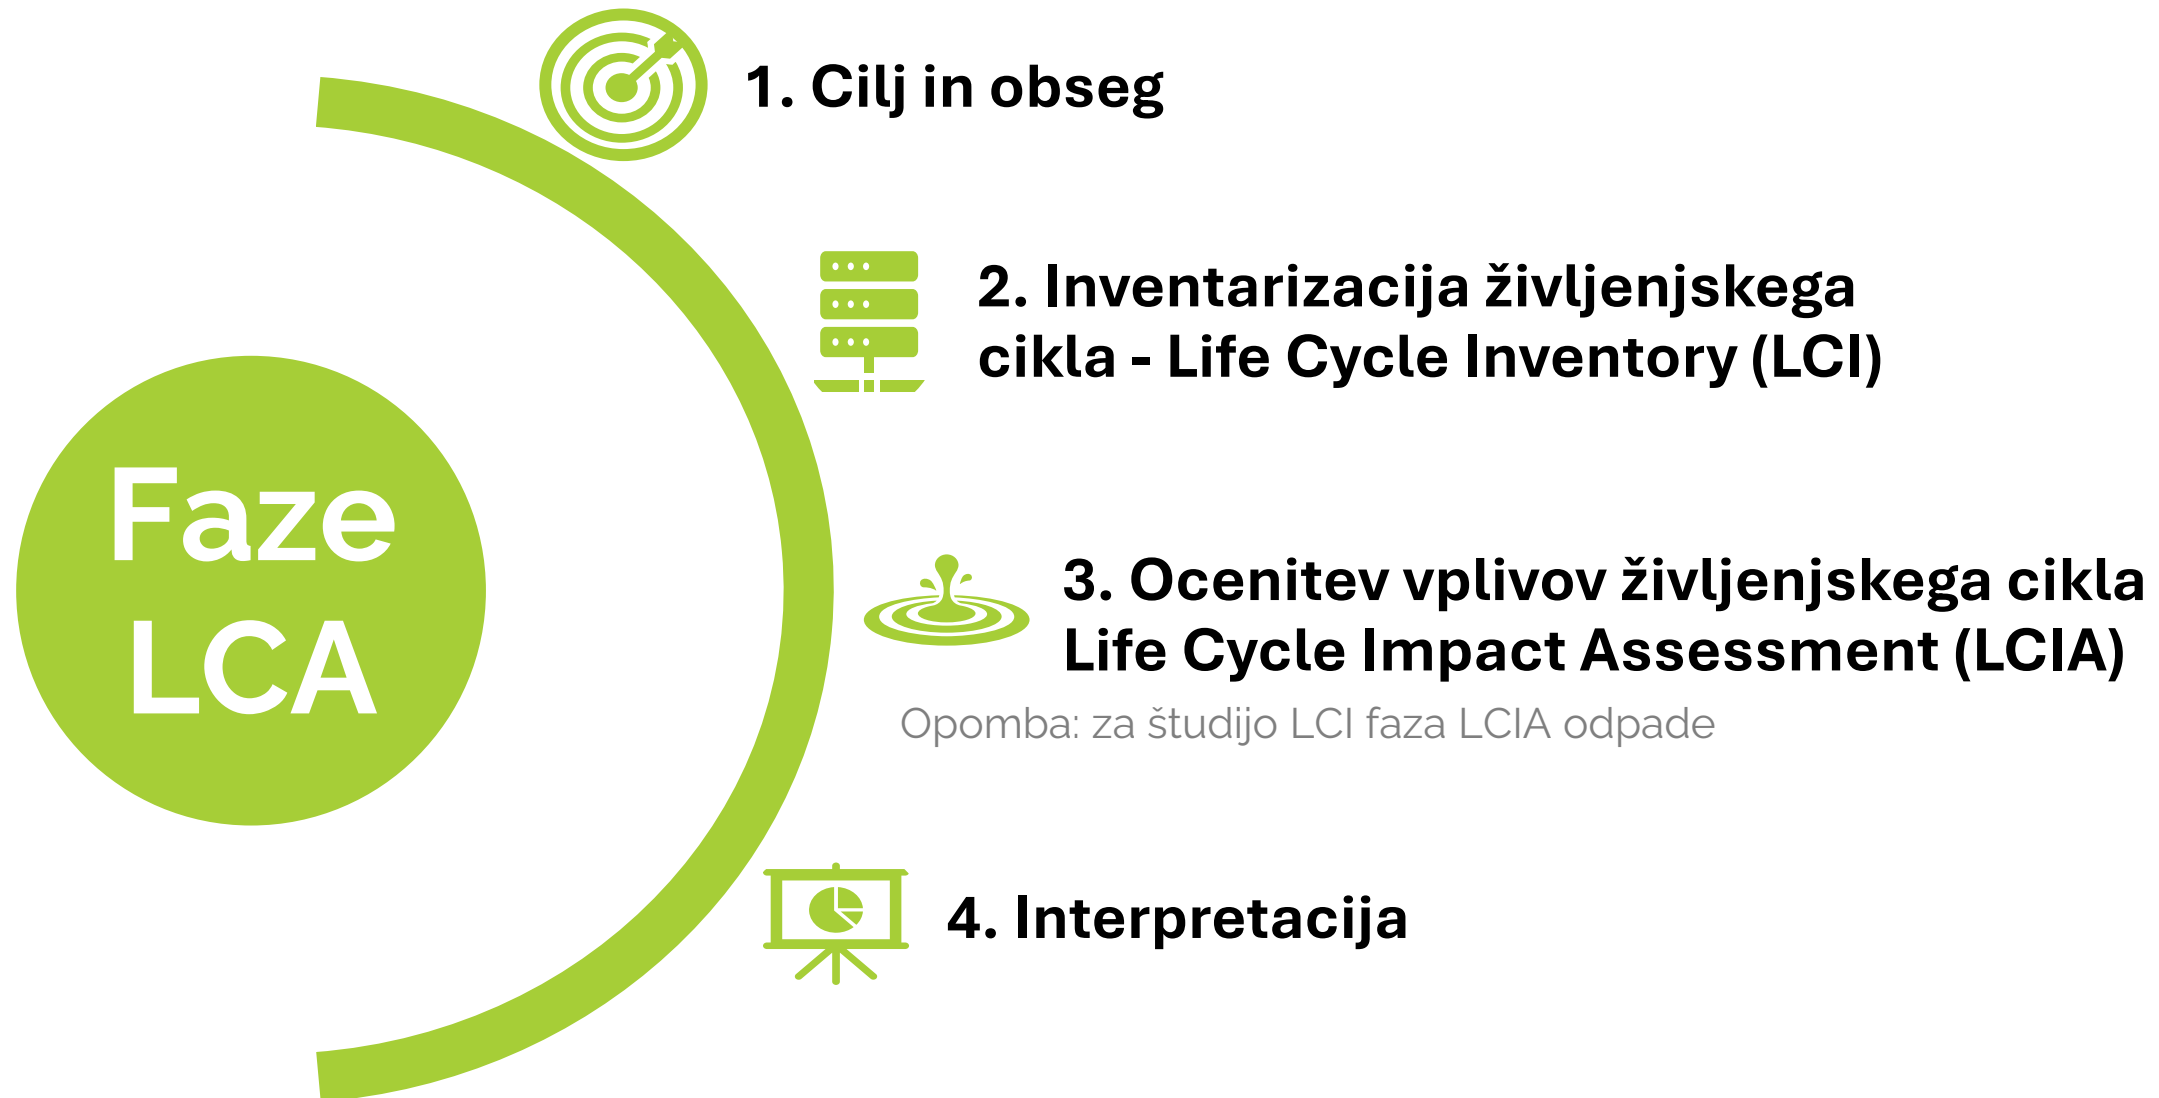 Faze
LCA
1. Cilj in obseg
2. Inventarizacija življenjskega
cikla - Life Cycle Inventory (LCI)
3. Ocenitev vplivov življenjskega cikla
Life Cycle Impact Assessment (LCIA)
Opomba: za študijo LCI faza LCIA odpade
4. Interpretacija